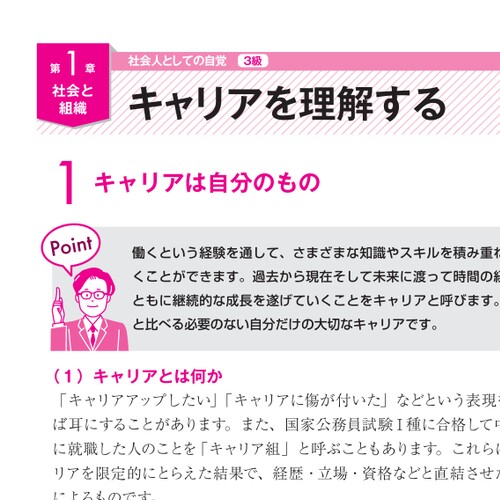 第1章
社会と
組織
社会人としての自覚 3級
キャリアを理解する
1 キャリアは自分のもの
Point
働くという経験を通して、さまざまな知識やスキルを積み重ね
くことができます。過去から現在そして未来に渡って時間の経
ともに継続的な成長を遂げていくことをキャリアと呼びます。
と比べる必要のない自分だけの大切なキャリアです。
（1）キャリアとは何か
「キャリアアップしたい」「キャリアに傷が付いた」などという表現
ば耳にすることがあります。また、国家公務員試験Ⅰ種に合格して
に就職した人のことを「キャリア組」と呼ぶこともあります。これら
リアを限定的にとらえた結果で、経歴・立場・資格などと直結させ
によるものです。